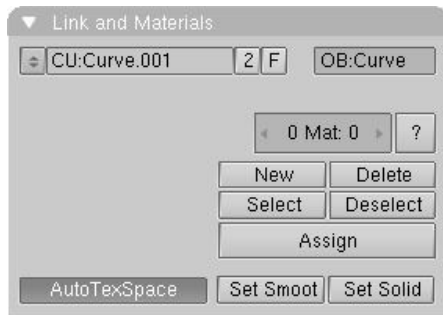 Link and Materials
CU:Curve.001 2 F OB:Curve
0 Mat: 0 ?
New Delete
Select Deselect
Assign
AutoTexSpace Set Smoot Set Solid